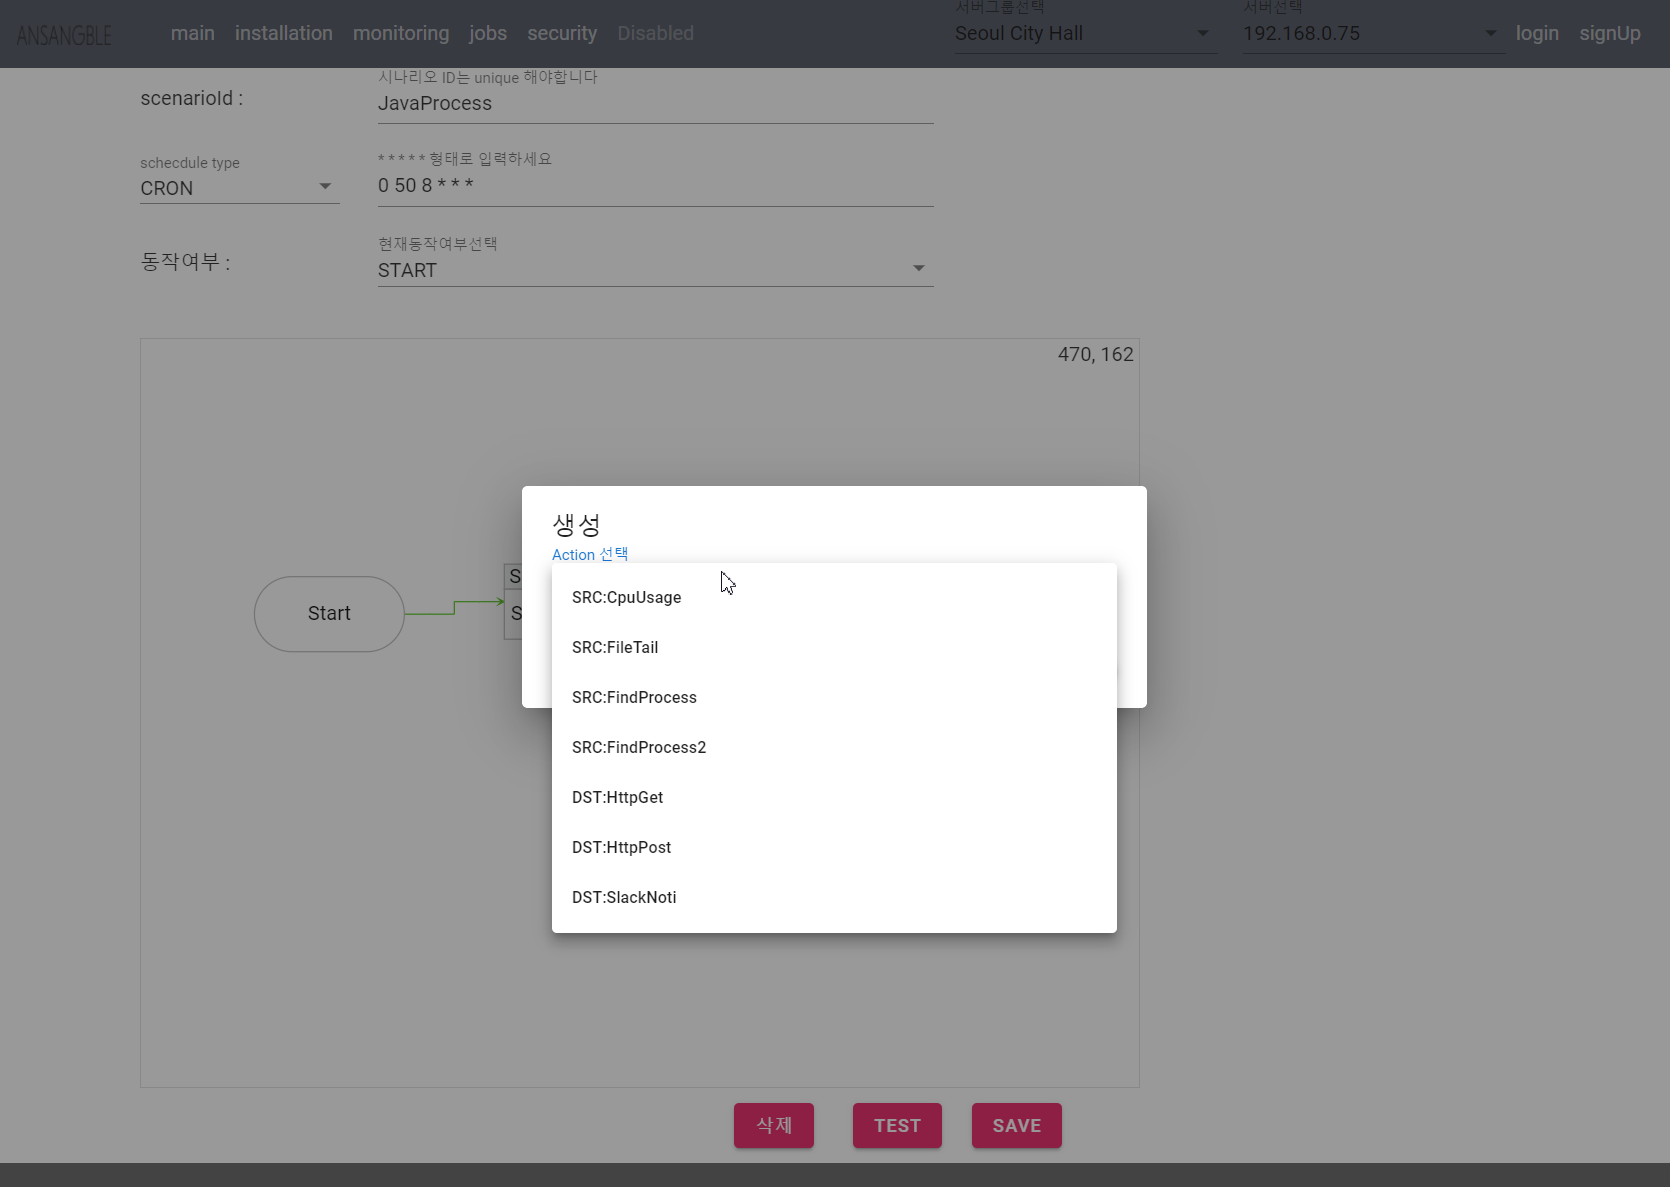 ANSANGBLE main installation monitoring jobs security Disabled
서버그룹선택
Seoul City Hall
서버선택
192.168.0.75
login signUp
시나리오 ID는 unique 해야합니다
scenarioId :
JavaProcess
schecdule type
CRON
* * * * * 형태로 입력하세요
0 50 8 * * *
현재동작여부선택
동작여부 :
START
470, 162
생성
Action 선택
Start
S
S
SRC:CpuUsage
SRC:FileTail
SRC:FindProcess
SRC:FindProcess2
DST:HttpGet
DST:HttpPost
DST:SlackNoti
삭제 TEST SAVE